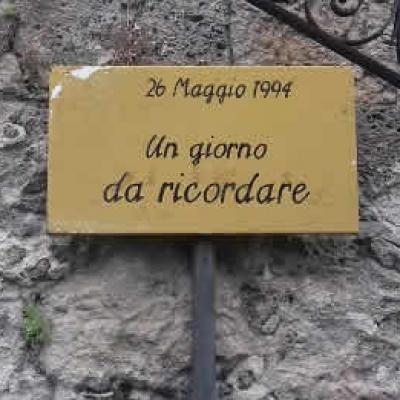 26 Maggio 1994
Un giorno
da ricordare